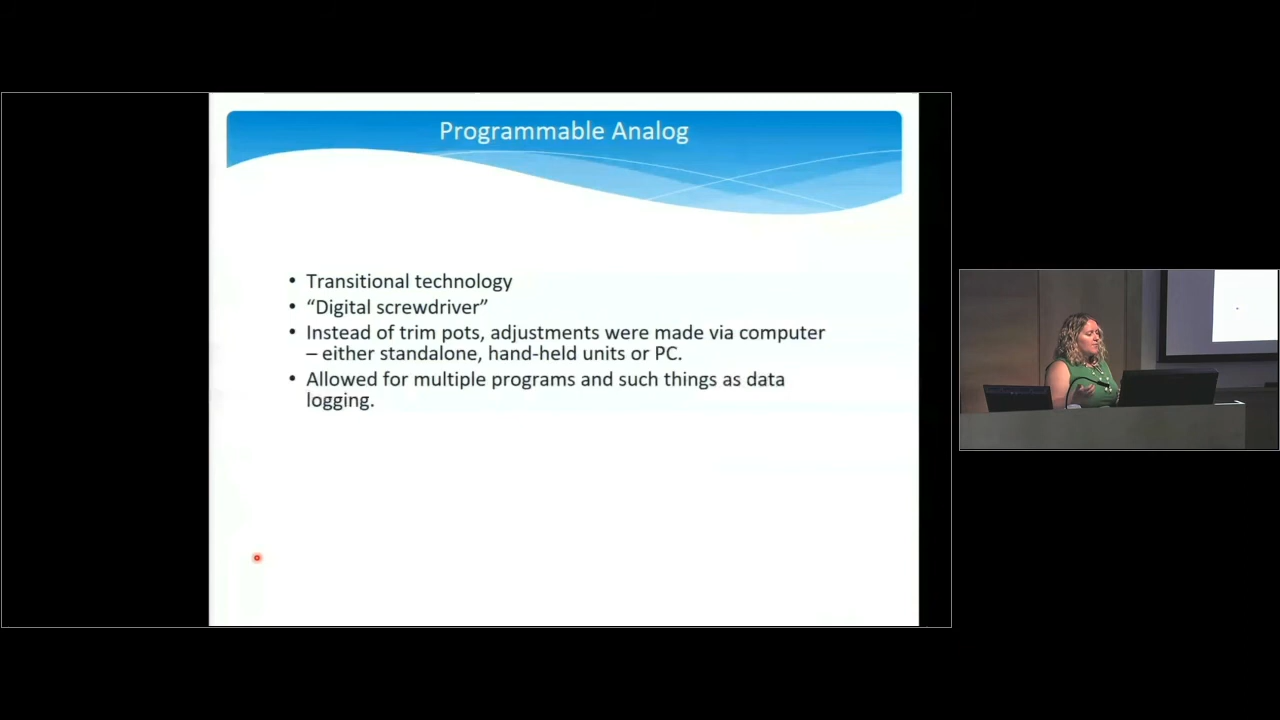 Programmable Analog
• Transitional technology
• “Digital screwdriver”
• Instead of trim pots, adjustments were made via computer
– either standalone, hand-held units or PC.
• Allowed for multiple programs and such things as data
logging.